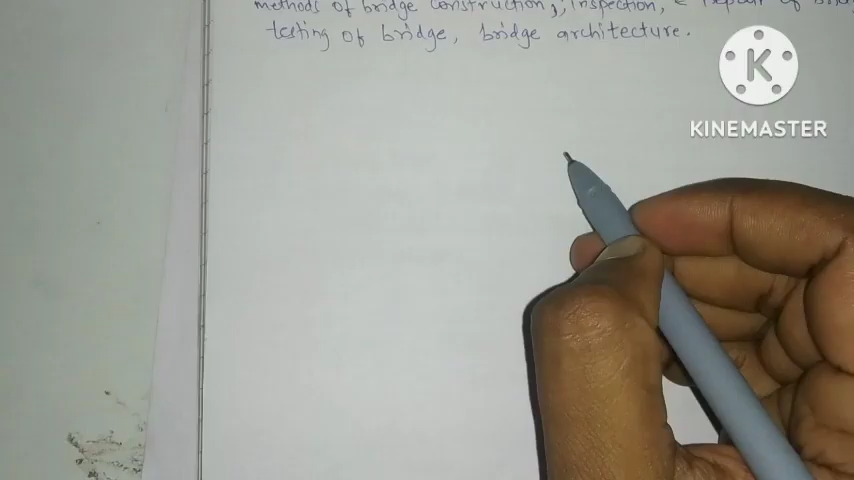 methods of bridge construction,; inspection, & repair of
testing of bridge, bridge architecture.
K
KINEMASTER